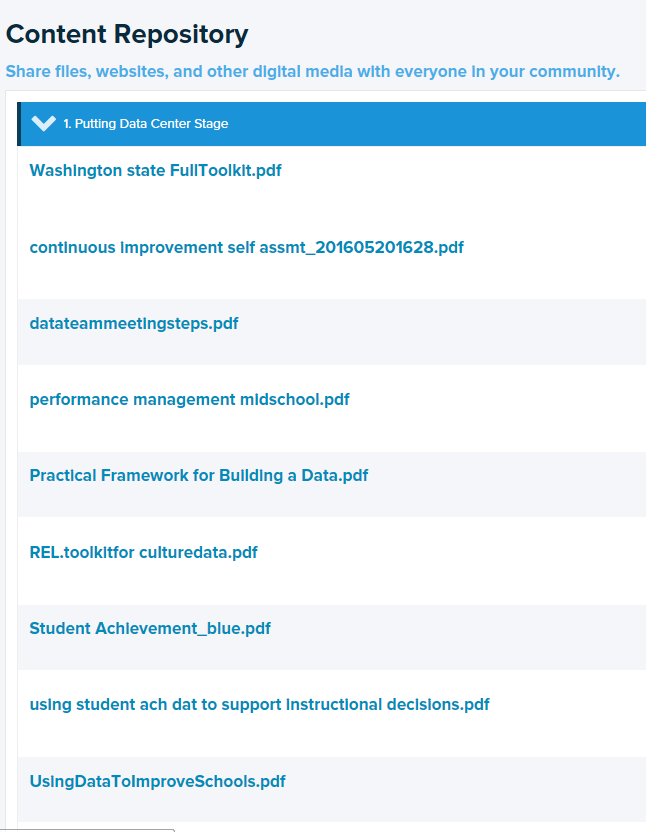 Content Repository
Share files, websites, and other digital media with everyone in your community.
1. Putting Data Center Stage
Washington state FullToolkit.pdf
continuous improvement self assmt_201605201628.pdf
datateammeetingsteps.pdf
performance management midschool.pdf
Practical Framework for Building a Data.pdf
REL.toolkitfor culturedata.pdf
Student Achievement_blue.pdf
using student ach dat to support instructional decisions.pdf
UsingDataToImproveSchools.pdf